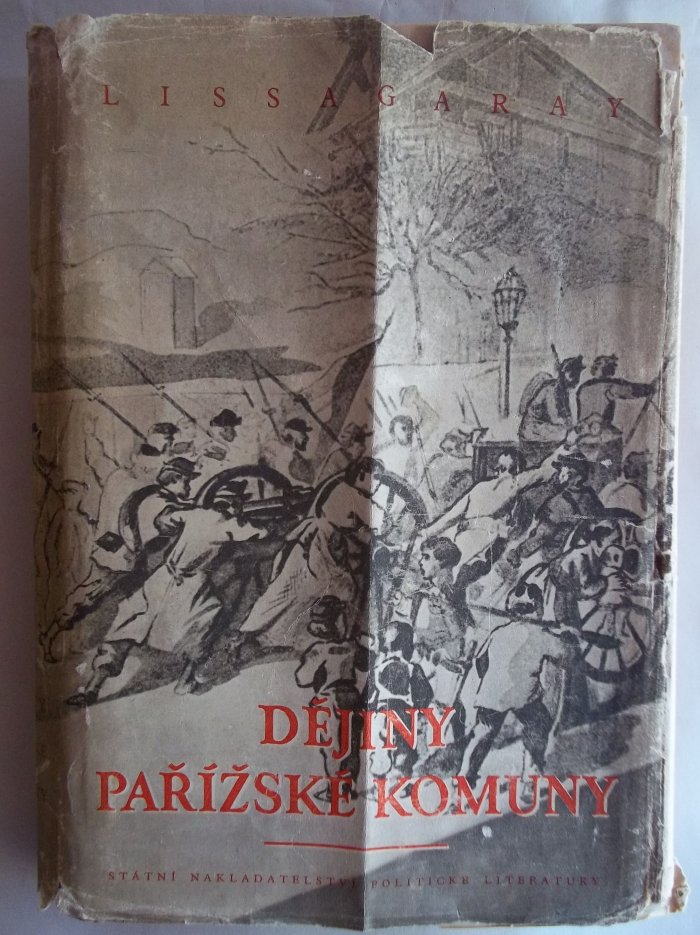 LISSAGARAY
DĚJINY
PAŘÍŽSKÉ KOMUNY
STÁTNÍ NAKLADATELSTVÍ POLITICKÉ LITERATURY